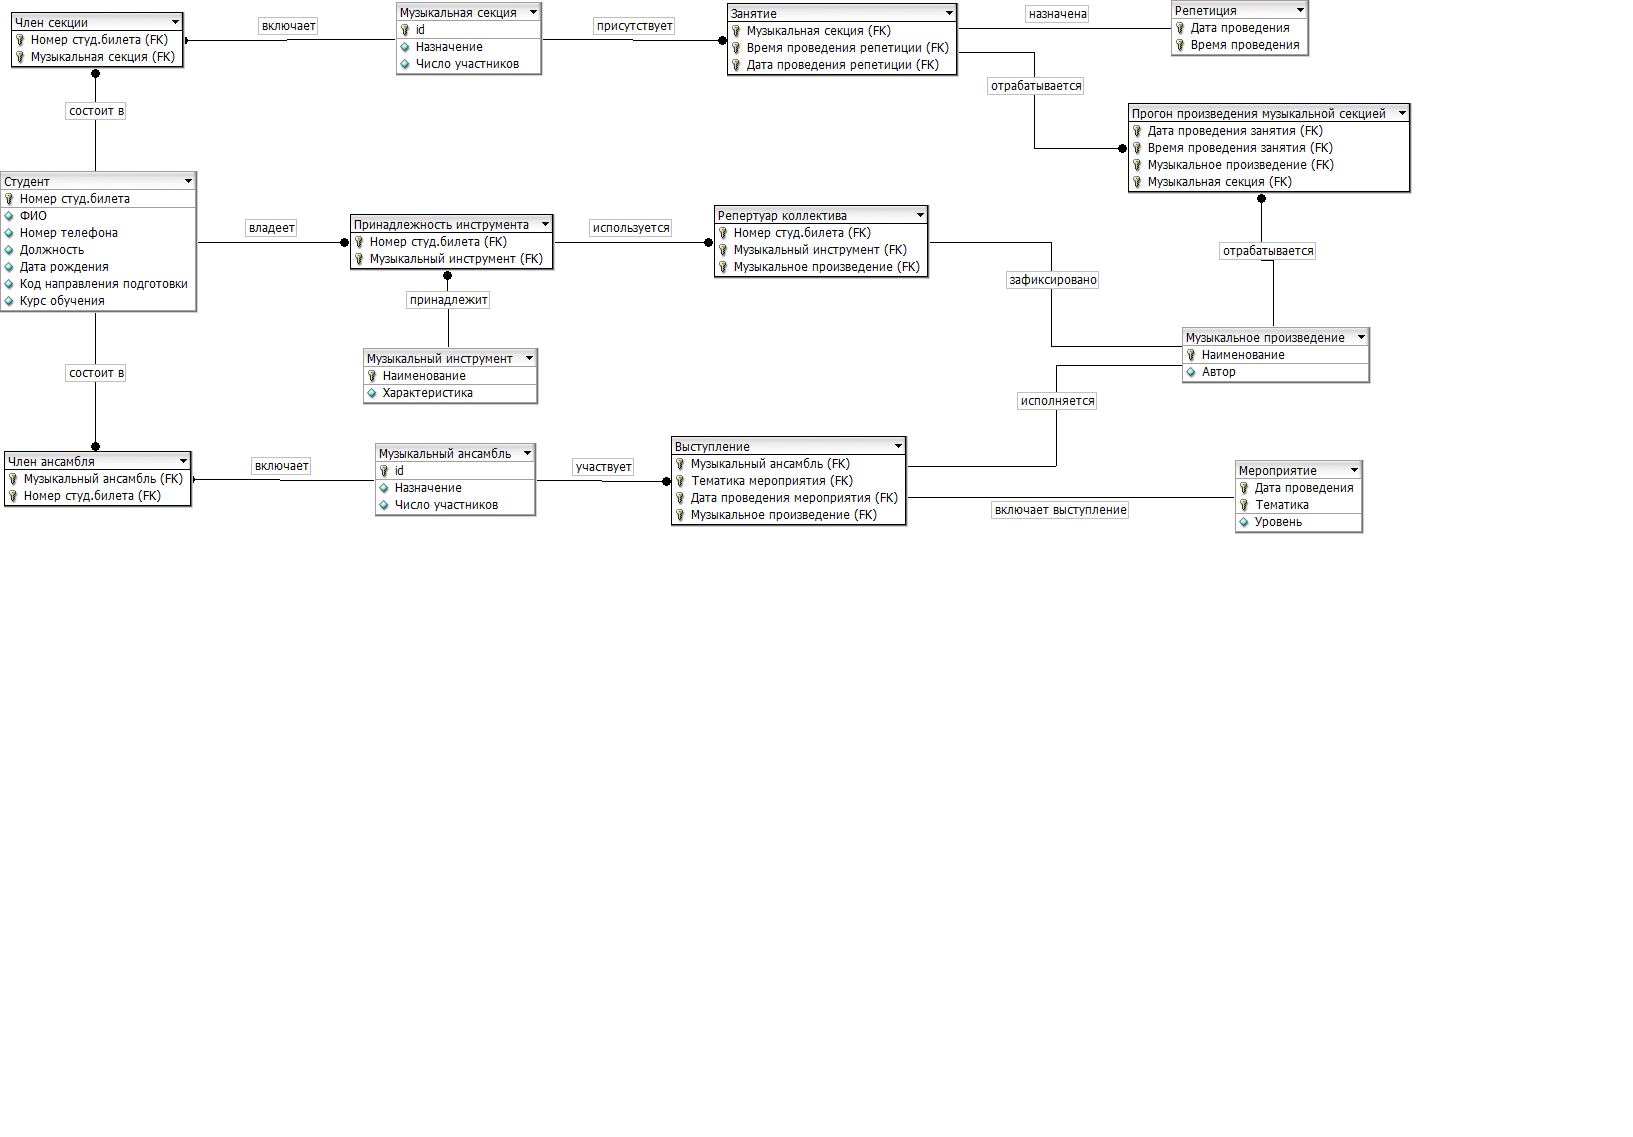 Член секции
Номер студ.билета (FK)
Музыкальная секция (FK)
включает
Музыкальная секция
id
Назначение
Число участников
присутствует
Занятие
Музыкальная секция (FK)
Время проведения репетиции (FK)
Дата проведения репетиции (FK)
назначена
Репетиция
Дата проведения
Время проведения
отрабатывается
Прогон произведения музыкальной секцией
Дата проведения занятия (FK)
Время проведения занятия (FK)
Музыкальное произведение (FK)
Музыкальная секция (FK)
состоит в
Студент
Номер студ.билета
ФИО
Номер телефона
Должность
Дата рождения
Код направления подготовки
Курс обучения
владеет
Принадлежность инструмента
Номер студ.билета (FK)
Музыкальный инструмент (FK)
используется
Репертуар коллектива
Номер студ.билета (FK)
Музыкальный инструмент (FK)
Музыкальное произведение (FK)
зафиксировано
отрабатывается
принадлежит
Музыкальный инструмент
Наименование
Характеристика
Музыкальное произведение
Наименование
Автор
исполняется
состоит в
Член ансамбля
Музыкальный ансамбль (FK)
Номер студ.билета (FK)
включает
Музыкальный ансамбль
id
Назначение
Число участников
участвует
Выступление
Музыкальный ансамбль (FK)
Тематика мероприятия (FK)
Дата проведения мероприятия (FK)
Музыкальное произведение (FK)
включает выступление
Мероприятие
Дата проведения
Тематика
Уровень